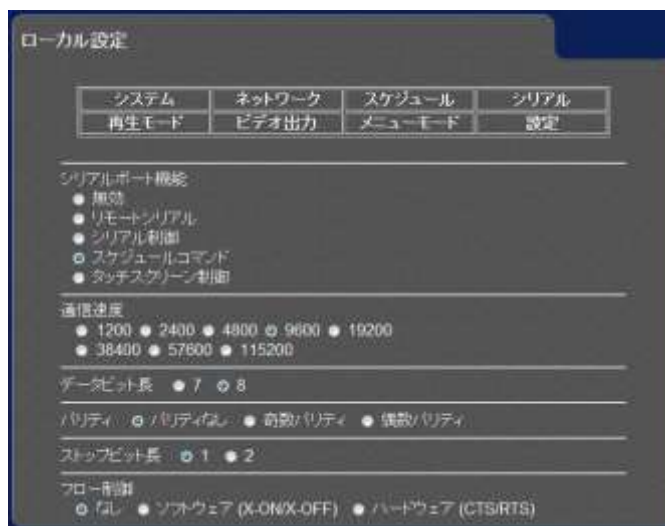 ローカル設定
システム ネットワーク スケジュール シリアル
再生モード ビデオ出力 メニューモード 設定
シリアルポート機能
無効
リモートシリアル
シリアル制御
スケジュールコマンド
タッチスクリーン制御
通信速度
1200 2400 4800 9600 19200
38400 57600 115200
データビット長 7 8
パリティ パリティなし 奇数パリティ 偶数パリティ
ストップビット長 1 2
フロー制御
なし ソフトウェア (X-ON/X-OFF) ハードウェア (CTS/RTS)